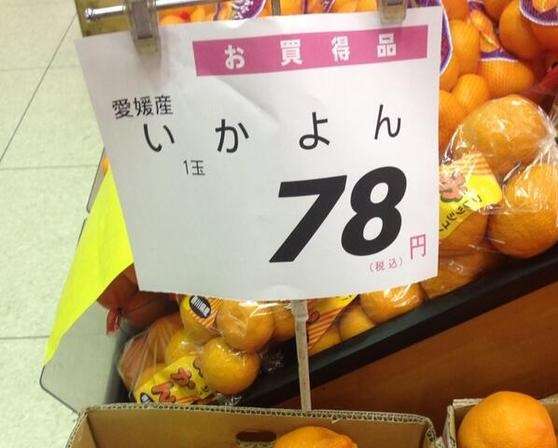 お買得品
愛媛産
いかよん
1玉
78円
(税込)